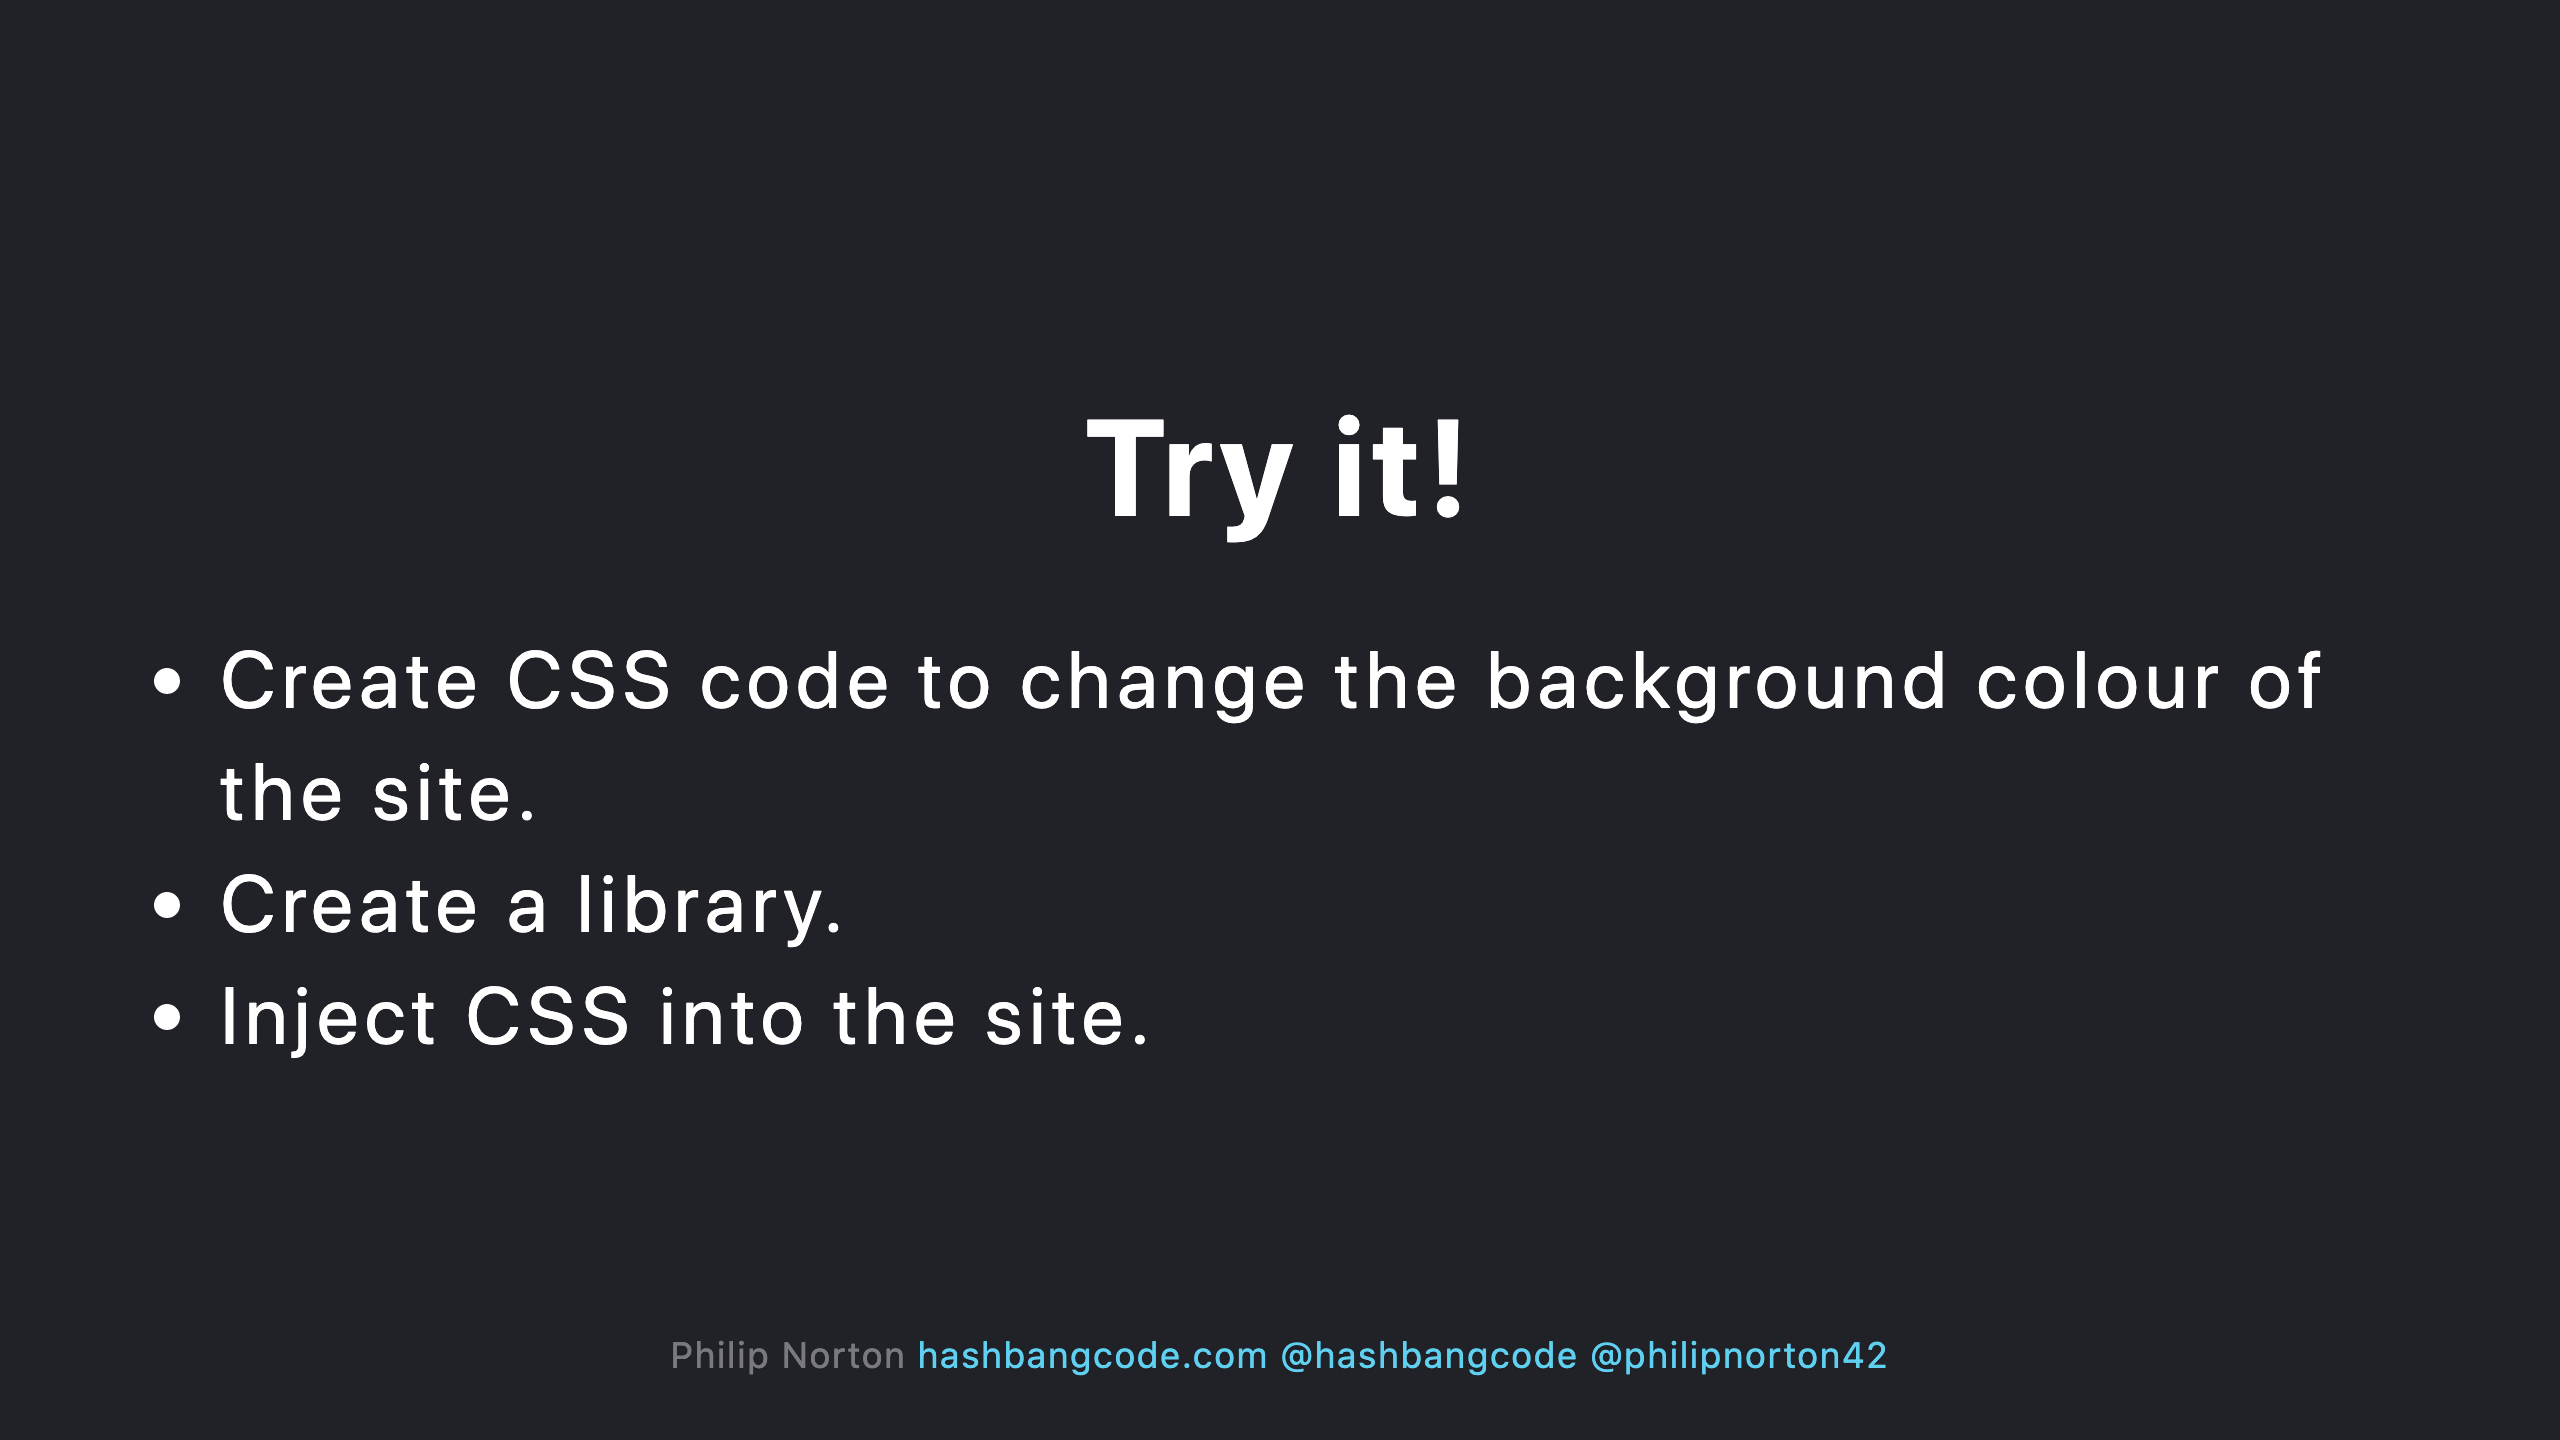 Try it!
• Create CSS code to change the background colour of
the site.
• Create a library.
• Inject CSS into the site.
Philip Norton hashbangcode.com @hashbangcode @philipnorton42